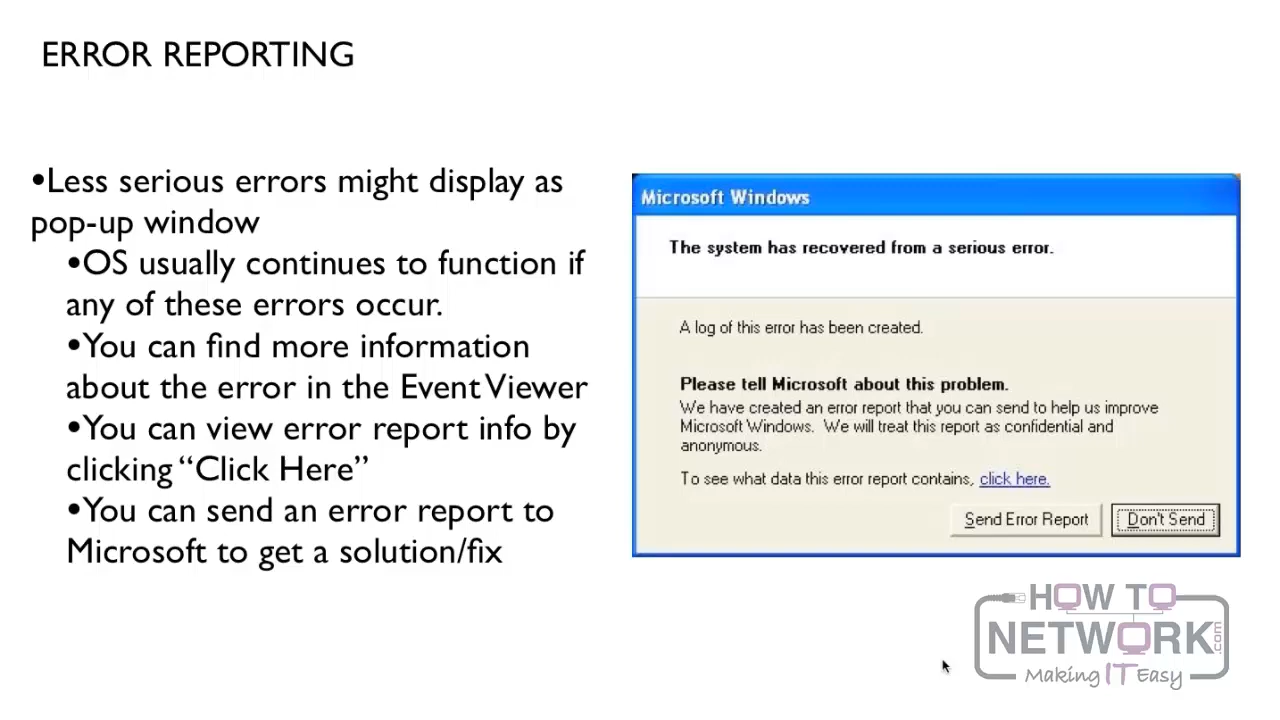 ERROR REPORTING
•Less serious errors might display as
pop-up window
•OS usually continues to function if
any of these errors occur.
•You can find more information
about the error in the Event Viewer
•You can view error report info by
clicking “Click Here”
•You can send an error report to
Microsoft to get a solution/fix
Microsoft Windows
The system has recovered from a serious error.
A log of this error has been created.
Please tell Microsoft about this problem.
We have created an error report that you can send to help us improve
Microsoft Windows. We will treat this report as confidential and
anonymous.
To see what data this error report contains, click here.
Send Error Report Don't Send
HOW TO
NETWORK.com
Making IT Easy